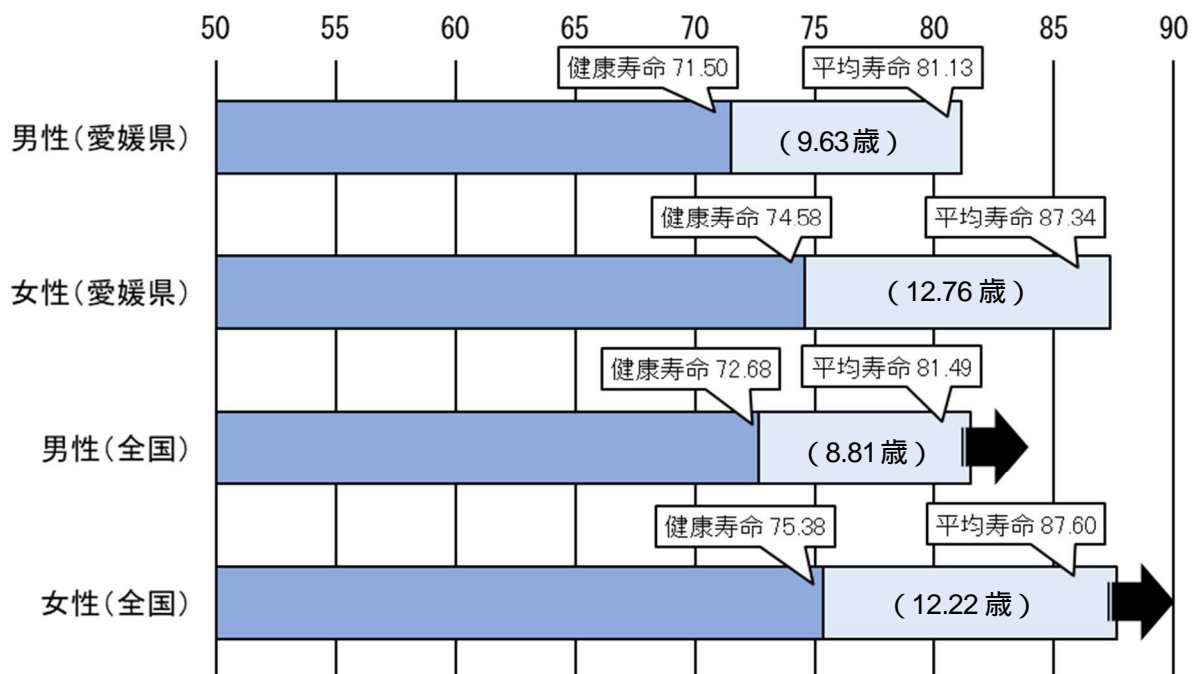 50 55 60 65 70 75 80 85 90
健康寿命 71.50 平均寿命 81.13
男性(愛媛県) (9.63歳)
健康寿命 74.58 平均寿命 87.34
女性(愛媛県) (12.76 歳)
健康寿命 72.68 平均寿命 81.49
男性(全国) (8.81歳)
健康寿命 75.38 平均寿命 87.60
女性(全国) (12.22 歳)